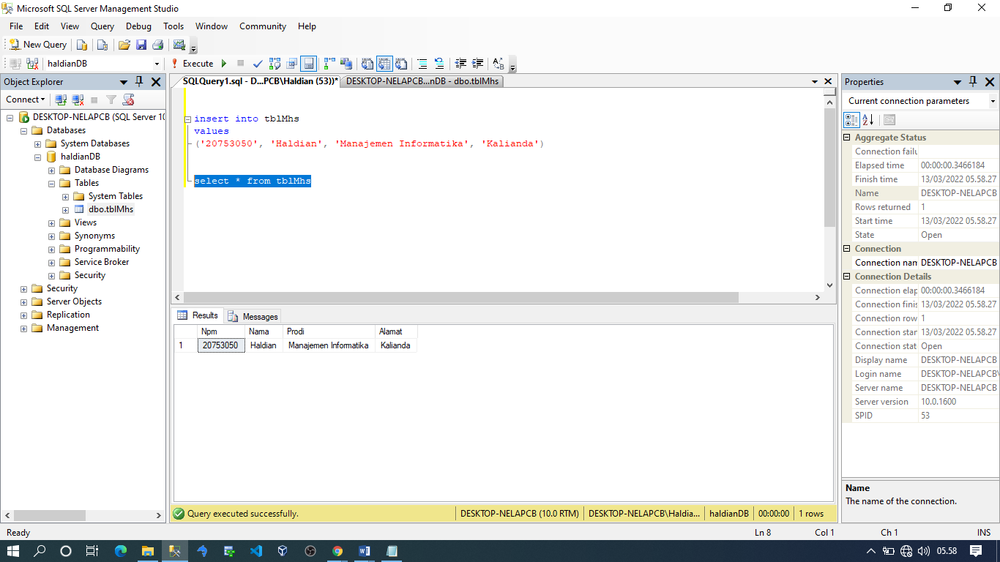 Microsoft SQL Server Management Studio
File Edit View Query Debug Tools Window Community Help
New Query
haldianDB Execute
Object Explorer
Connect
DESKTOP-NELAPCB (SQL Server 10
Databases
System Databases
haldianDB
Database Diagrams
Tables
System Tables
dbo.tblMhs
Views
Synonyms
Programmability
Service Broker
Security
Security
Server Objects
Replication
Management
SQLQuery1.sql - D...PCB\Haldian (53))* DESKTOP-NELAPCB...nDB - dbo.tblMhs
insert into tblMhs
values
('20753050', 'Haldian', 'Manajemen Informatika', 'Kalianda')
select * from tblMhs
Results Messages
Npm Nama Prodi Alamat
1 20753050 Haldian Manajemen Informatika Kalianda
Query executed successfully. DESKTOP-NELAPCB (10.0 RTM) DESKTOP-NELAPCB\Haldia... haldianDB 00:00:00 1 rows
Properties
Current connection parameters
Aggregate Status
Connection failu
Elapsed time 00:00:00.3466184
Finish time 13/03/2022 05.58.27
Name DESKTOP-NELAPCB
Rows returned 1
Start time 13/03/2022 05.58.27
State Open
Connection
Connection nam DESKTOP-NELAPCB
Connection Details
Connection elap 00:00:00.3466184
Connection finis 13/03/2022 05.58.27
Connection row 1
Connection star 13/03/2022 05.58.27
Connection stat Open
Display name DESKTOP-NELAPCB
Login name DESKTOP-NELAPCB\
Server name DESKTOP-NELAPCB
Server version 10.0.1600
SPID 53
Name
The name of the connection.
Ready Ln 8 Col 1 Ch 1 INS
05.58